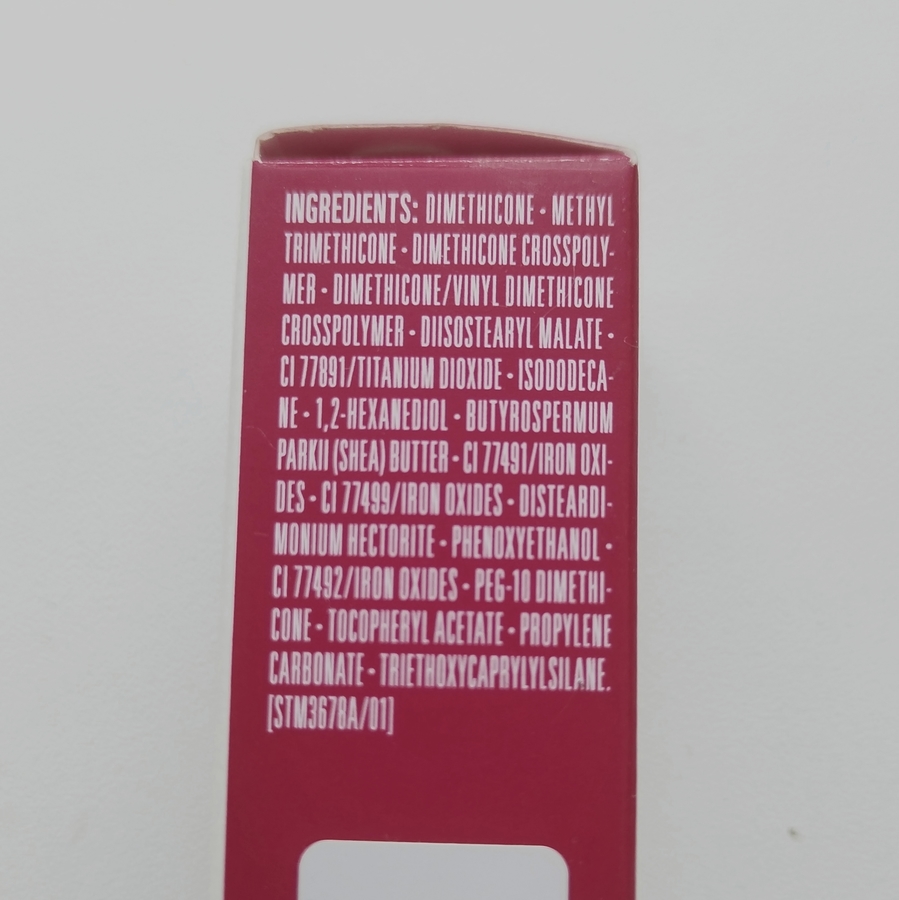 INGREDIENTS: DIMETHICONE • METHYL
TRIMETHICONE • DIMETHICONE CROSSPOLY-
MER • DIMETHICONE/VINYL DIMETHICONE
CROSSPOLYMER • DIISOSTEARYL MALATE •
CI 77891/TITANIUM DIOXIDE • ISODODECA-
NE • 1,2-HEXANEDIOL • BUTYROSPERMUM
PARKII (SHEA) BUTTER • CI 77491/IRON OXI-
DES • CI 77499/IRON OXIDES • DISTEARDI-
MONIUM HECTORITE • PHENOXYETHANOL •
CI 77492/IRON OXIDES • PEG-10 DIMETHI-
CONE • TOCOPHERYL ACETATE • PROPYLENE
CARBONATE • TRIETHOXYCAPRYLYLSILANE.
[STM3678A/01]